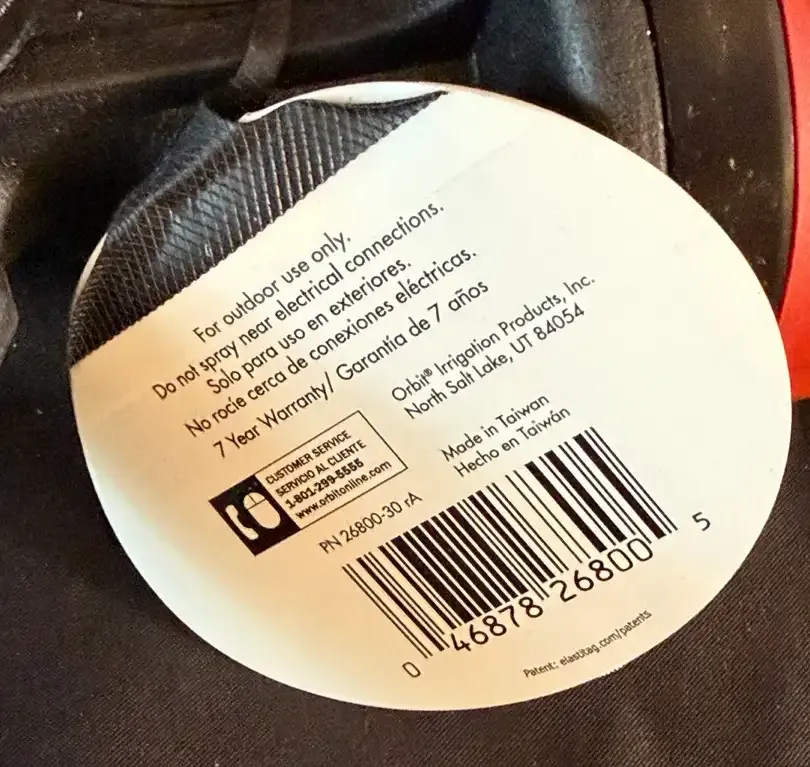 For outdoor use only.
Do not spray near electrical connections.
Solo para uso en exteriores.
No rocíe cerca de conexiones eléctricas.
7 Year Warranty/ Garantía de 7 años
Orbit® Irrigation Products, Inc.
North Salt Lake, UT 84054
CUSTOMER SERVICE
SERVICIO AL CLIENTE
1-801-299-5555
www.orbitonline.com
Made in Taiwan
Hecho en Taiwán
PN 26800-30 rA
0 46878 26800 5
Patent: elastitag.com/patents